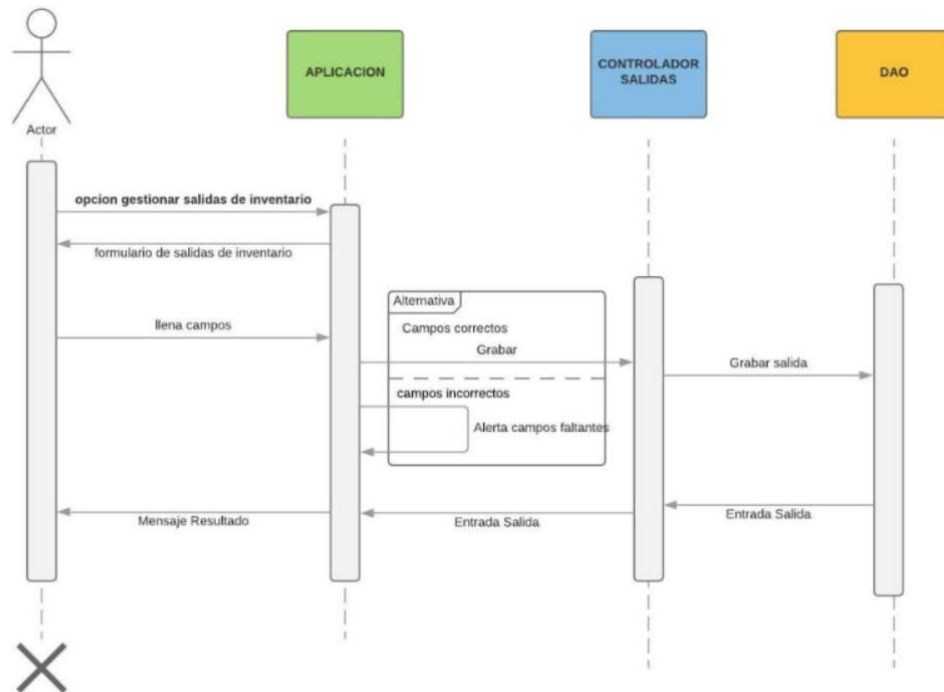 Actor
APLICACION
CONTROLADOR
SALIDAS
DAO
opcion gestionar salidas de inventario
formulario de salidas de inventario
Alternativa
llena campos
Campos correctos
Grabar
Grabar salida
campos incorrectos
Alerta campos faltantes
Mensaje Resultado
Entrada Salida
Entrada Salida